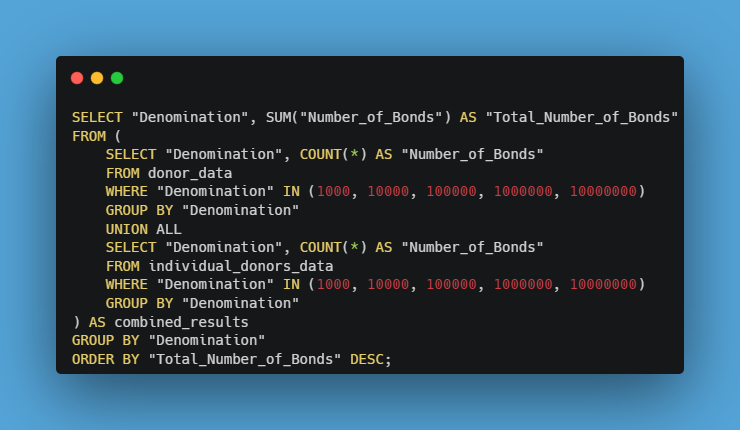 SELECT "Denomination", SUM("Number_of_Bonds") AS "Total_Number_of_Bonds"
FROM (
    SELECT "Denomination", COUNT(*) AS "Number_of_Bonds"
    FROM donor_data
    WHERE "Denomination" IN (1000, 10000, 100000, 1000000, 10000000)
    GROUP BY "Denomination"
    UNION ALL
    SELECT "Denomination", COUNT(*) AS "Number_of_Bonds"
    FROM individual_donors_data
    WHERE "Denomination" IN (1000, 10000, 100000, 1000000, 10000000)
    GROUP BY "Denomination"
) AS combined_results
GROUP BY "Denomination"
ORDER BY "Total_Number_of_Bonds" DESC;